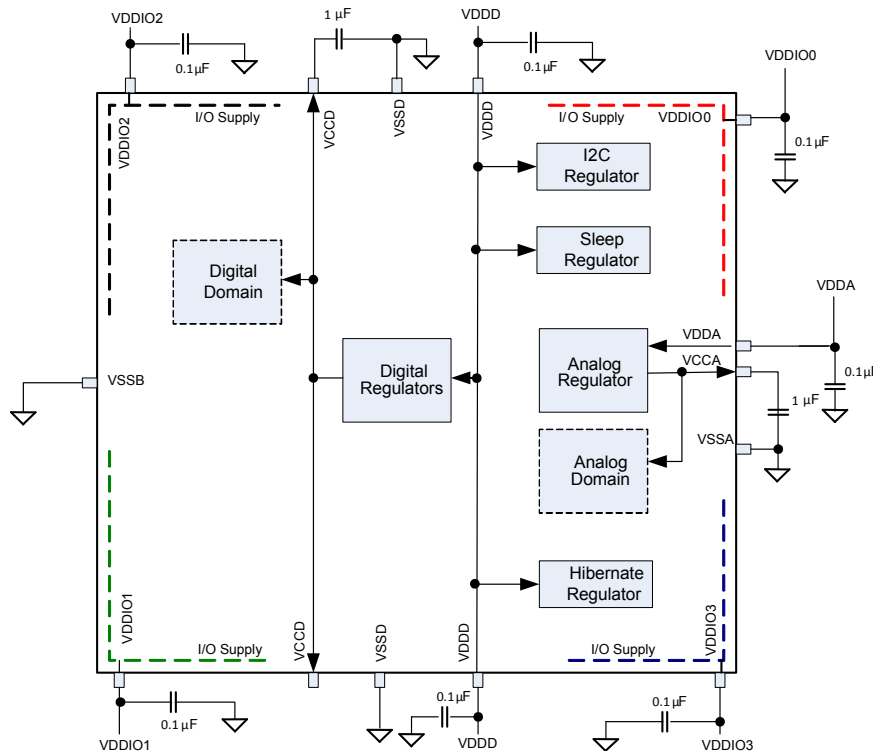 VDDIO2
1 µF
VDDD
0.1µF
0.1µF
VDDIO0
0.1µF
VDDIO2
I/O Supply
VCCD
VSSD
VDDD
I/O Supply
VDDIO0
I2C
Regulator
Sleep
Regulator
Digital
Domain
VDDA
VDDA
Digital
Regulators
Analog
Regulator
VCCA
0.1µF
VSSB
1 µF
VSSA
Analog
Domain
Hibernate
Regulator
VDDIO1
I/O Supply
VCCD
VSSD
VDDD
I/O Supply
VDDIO3
0.1µF
0.1µF
0.1µF
VDDIO1
VDDD
VDDIO3